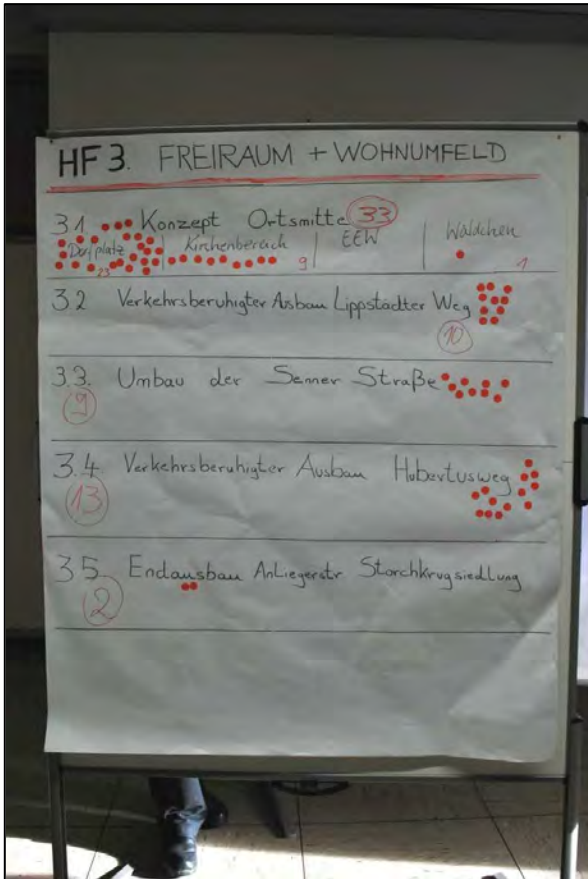 HF 3. FREIRAUM + WOHNUMFELD
3.1 Konzept Ortsmitte 33
Dorfplatz | Kirchenbereich | EEW | Wäldchen
23 9 1
3.2 Verkehrsberuhigter Ausbau Lippstädter Weg
10
3.3. Umbau der Senner Straße
9
3.4 Verkehrsberuhigter Ausbau Hubertusweg
13
3.5. Endausbau Anliegerstr Storchkrugsiedlung
2